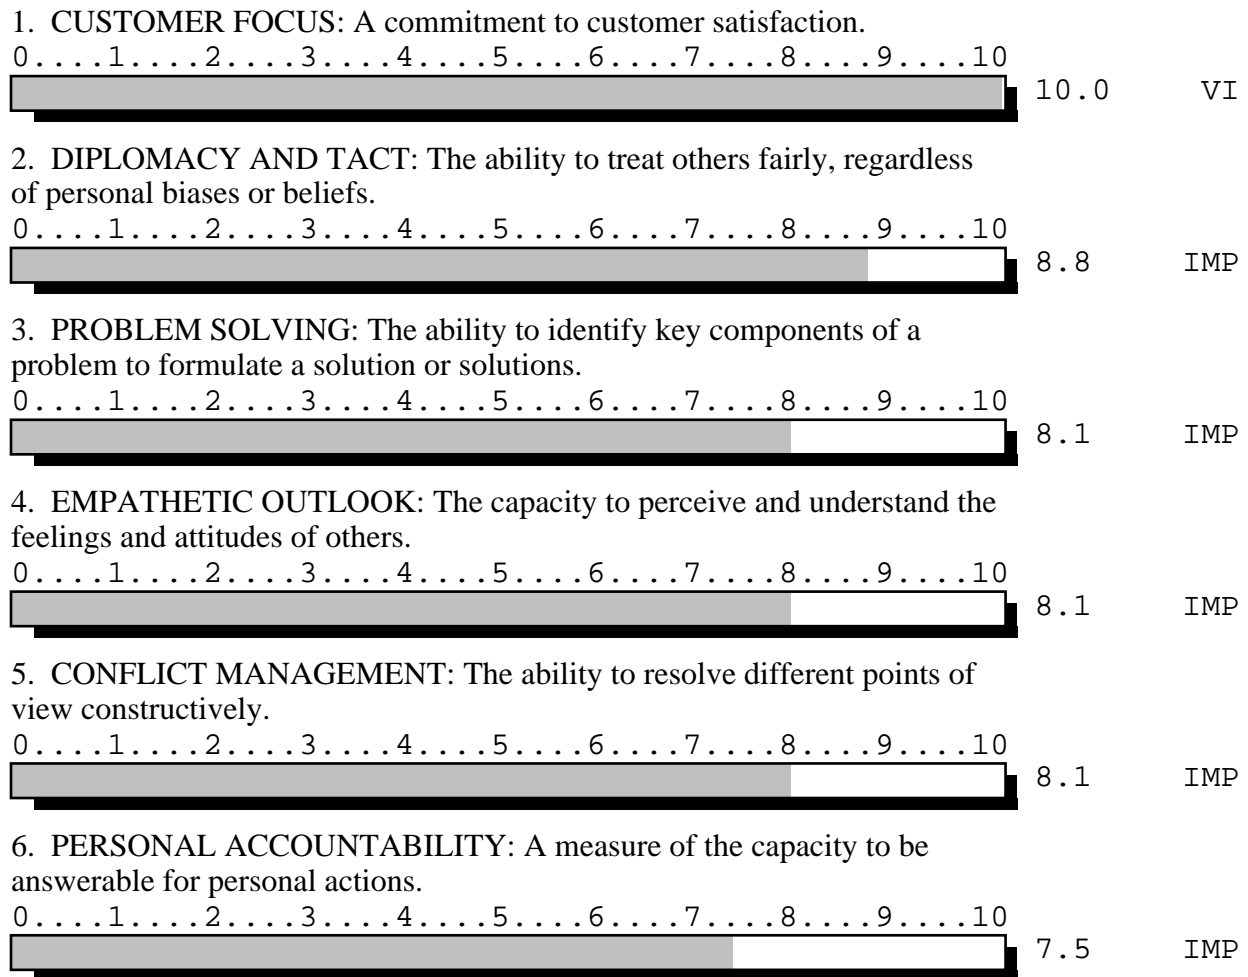 1.  CUSTOMER FOCUS: A commitment to customer satisfaction.
0....1....2....3....4....5....6....7....8....9....10
10.0 VI
2.  DIPLOMACY AND TACT: The ability to treat others fairly, regardless
of personal biases or beliefs.
0....1....2....3....4....5....6....7....8....9....10
8.8 IMP
3.  PROBLEM SOLVING: The ability to identify key components of a
problem to formulate a solution or solutions.
0....1....2....3....4....5....6....7....8....9....10
8.1 IMP
4.  EMPATHETIC OUTLOOK: The capacity to perceive and understand the
feelings and attitudes of others.
0....1....2....3....4....5....6....7....8....9....10
8.1 IMP
5.  CONFLICT MANAGEMENT: The ability to resolve different points of
view constructively.
0....1....2....3....4....5....6....7....8....9....10
8.1 IMP
6.  PERSONAL ACCOUNTABILITY: A measure of the capacity to be
answerable for personal actions.
0....1....2....3....4....5....6....7....8....9....10
7.5 IMP